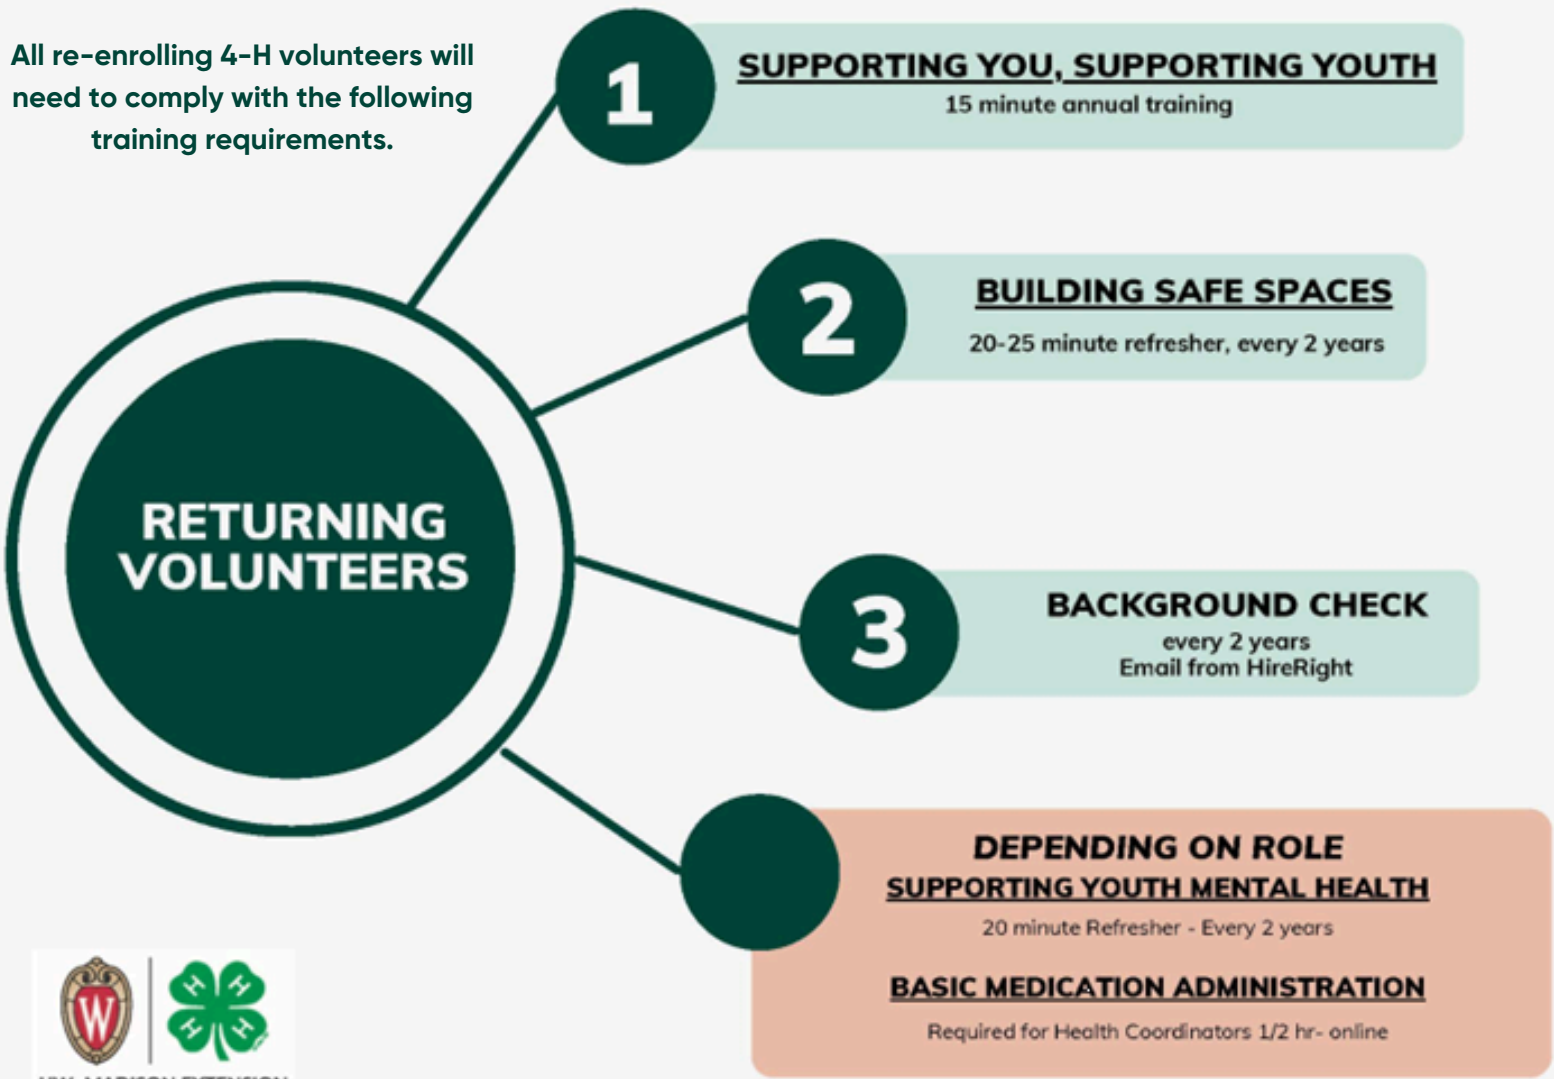 All re-enrolling 4-H volunteers will
need to comply with the following
training requirements.
1
SUPPORTING YOU, SUPPORTING YOUTH
15 minute annual training
2
BUILDING SAFE SPACES
20-25 minute refresher, every 2 years
RETURNING
VOLUNTEERS
3
BACKGROUND CHECK
every 2 years
Email from HireRight
DEPENDING ON ROLE
SUPPORTING YOUTH MENTAL HEALTH
20 minute Refresher - Every 2 years
BASIC MEDICATION ADMINISTRATION
Required for Health Coordinators 1/2 hr- online
W
H H
H H
UW-MADISON EXTENSION